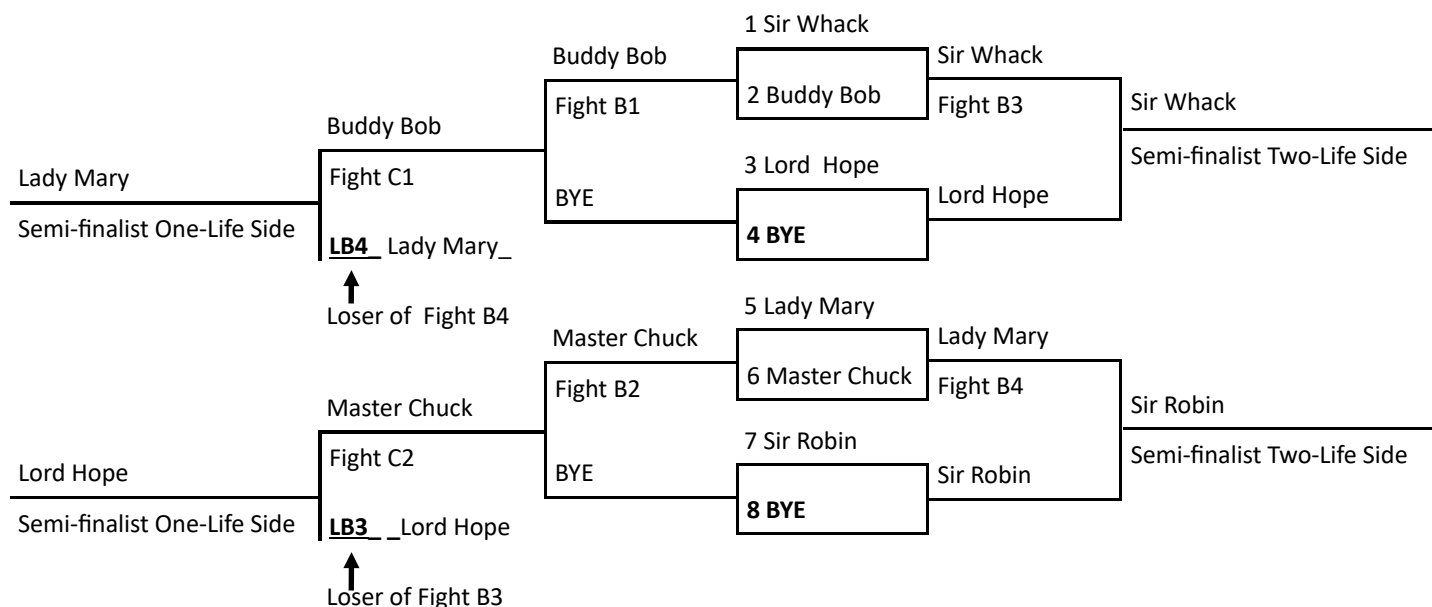 1 Sir Whack
Buddy Bob
Sir Whack
Fight B1
2 Buddy Bob
Fight B3
Sir Whack
Buddy Bob
Semi-finalist Two-Life Side
Lady Mary
Fight C1
3 Lord  Hope
BYE
Lord Hope
Semi-finalist One-Life Side
4 BYE
LB4_ Lady Mary_
Loser of  Fight B4
5 Lady Mary
Master Chuck
Lady Mary
Fight B2
6 Master Chuck
Fight B4
Master Chuck
Sir Robin
7 Sir Robin
Semi-finalist Two-Life Side
Fight C2
Lord Hope
BYE
Sir Robin
8 BYE
Semi-finalist One-Life Side
LB3_ _Lord Hope
Loser of Fight B3